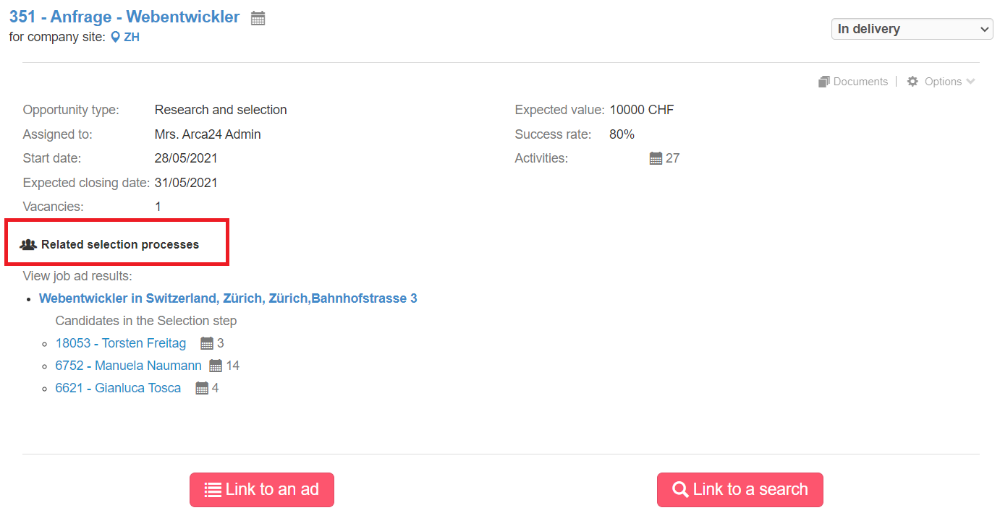 351 - Anfrage - Webentwickler
for company site: ZH
In delivery
Documents | Options
Opportunity type: Research and selection
Expected value: 10000 CHF
Assigned to: Mrs. Arca24 Admin
Success rate: 80%
Start date: 28/05/2021
Activities: 27
Expected closing date: 31/05/2021
Vacancies: 1
Related selection processes
View job ad results:
Webentwickler in Switzerland, Zürich, Zürich,Bahnhofstrasse 3
Candidates in the Selection step
18053 - Torsten Freitag 3
6752 - Manuela Naumann 14
6621 - Gianluca Tosca 4
Link to an ad
Link to a search